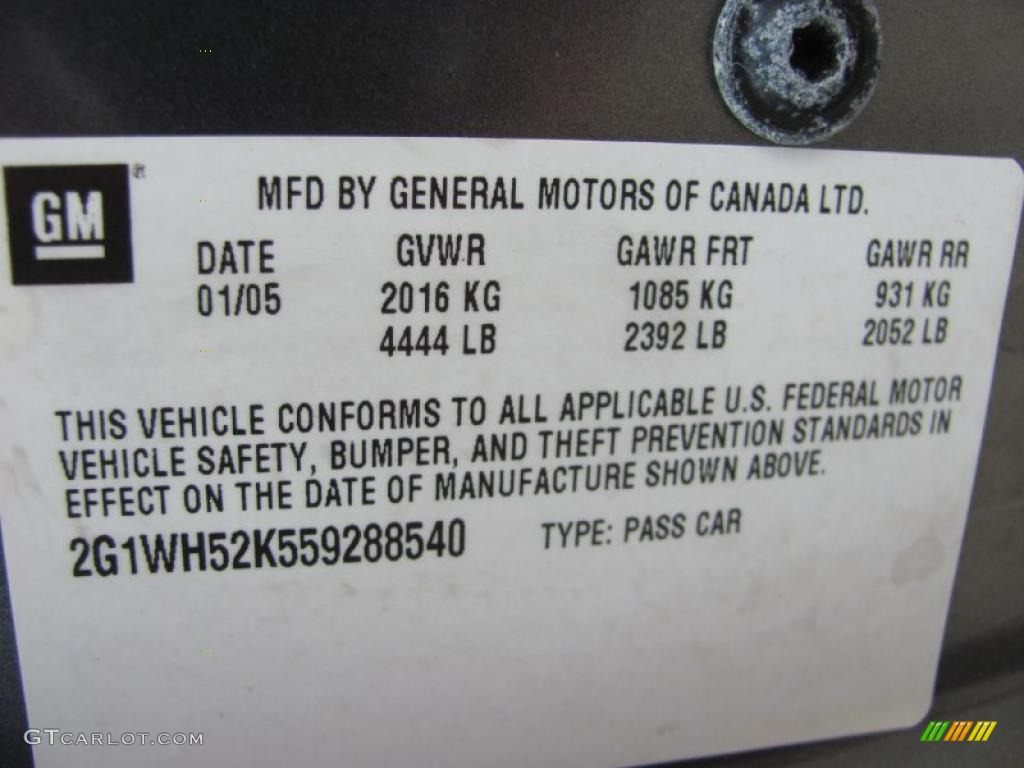 GM®
MFD BY GENERAL MOTORS OF CANADA LTD.
DATE GVWR GAWR FRT GAWR RR
01/05 2016 KG 1085 KG 931 KG
4444 LB 2392 LB 2052 LB
THIS VEHICLE CONFORMS TO ALL APPLICABLE U.S. FEDERAL MOTOR
VEHICLE SAFETY, BUMPER, AND THEFT PREVENTION STANDARDS IN
EFFECT ON THE DATE OF MANUFACTURE SHOWN ABOVE.
2G1WH52K559288540 TYPE: PASS CAR
GTCARLOT.COM